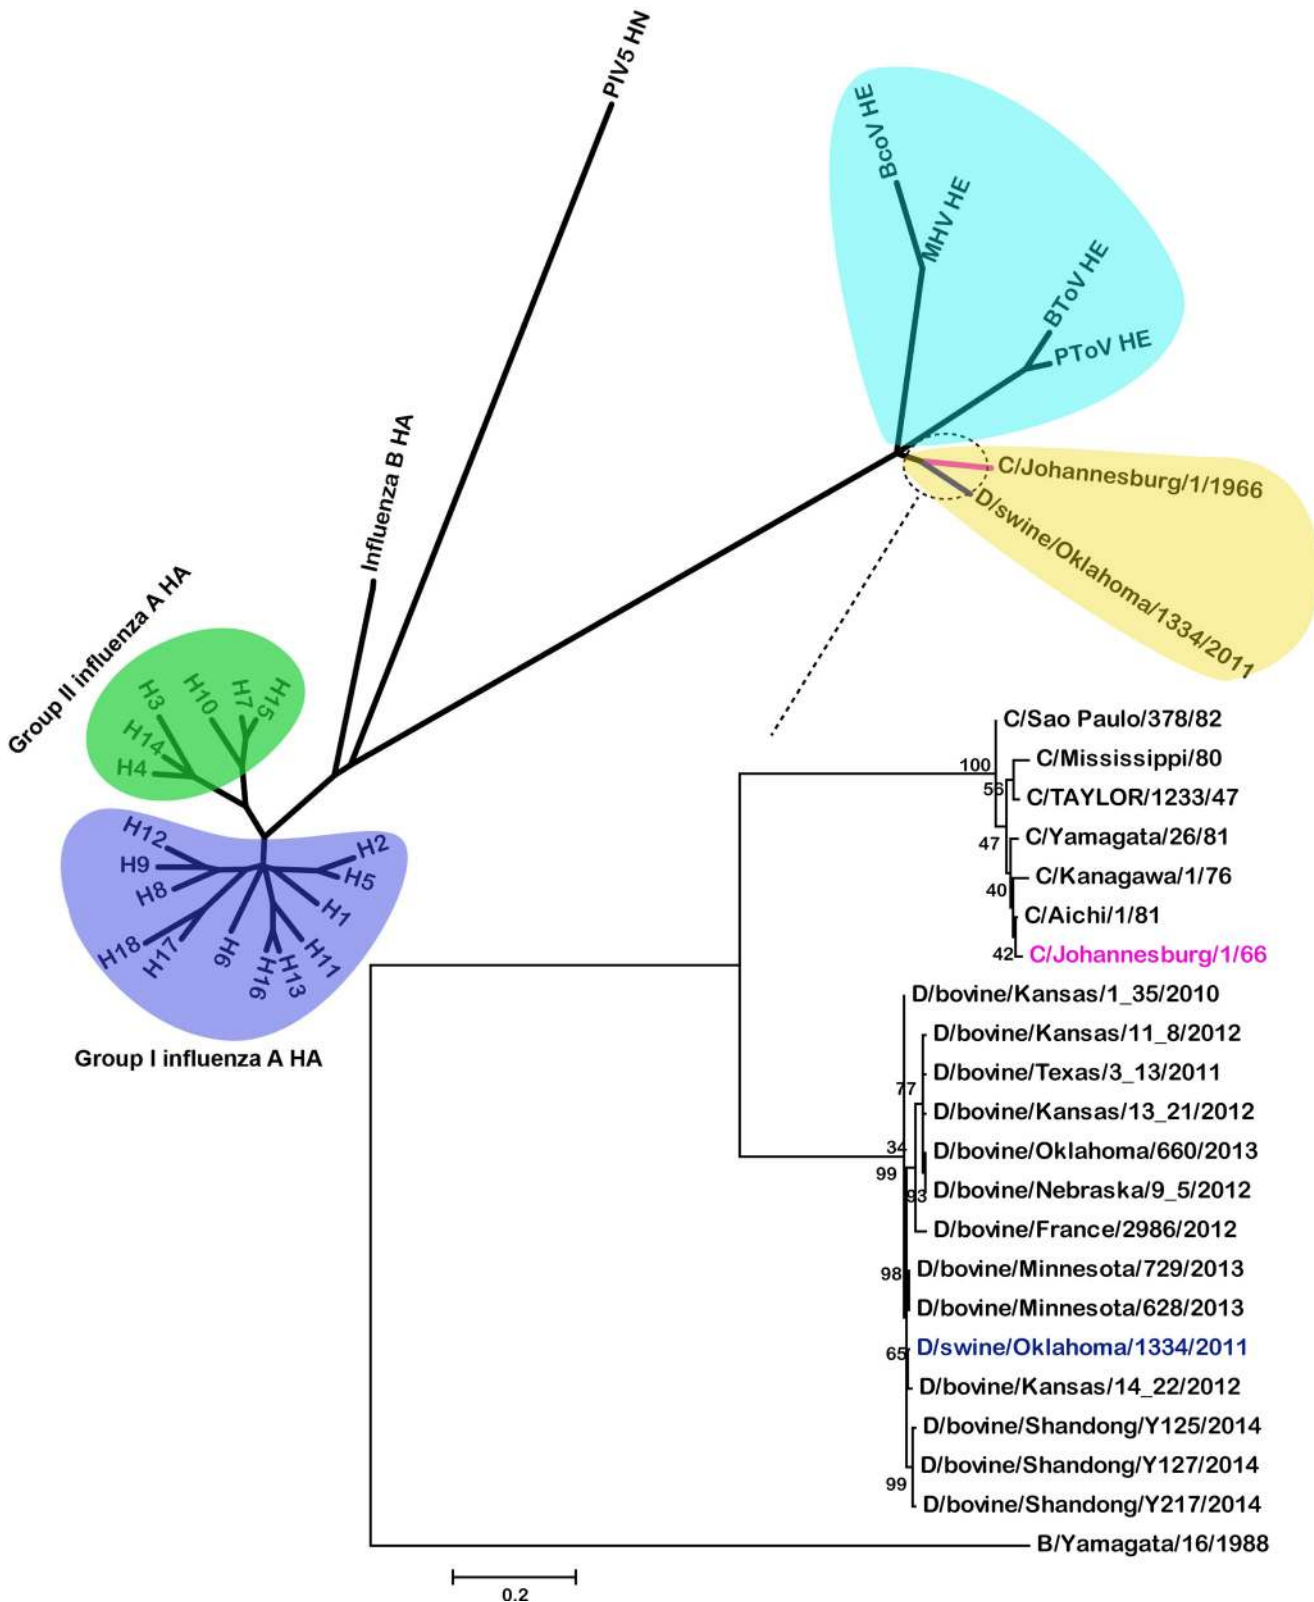 PIV5 HN
BcoV HE
MHV HE
BToV HE
PToV HE
C/Johannesburg/1/1966
D/swine/Oklahoma/1334/2011
Influenza B HA
Group II influenza A HA
H3
H10
H7
H15
H14
H4
H12
H9
H8
H18
H17
H6
H16
H13
H11
H1
H5
H2
Group I influenza A HA
C/Sao Paulo/378/82
100
C/Mississippi/80
56
C/TAYLOR/1233/47
47
C/Yamagata/26/81
C/Kanagawa/1/76
40
C/Aichi/1/81
42
C/Johannesburg/1/66
D/bovine/Kansas/1_35/2010
D/bovine/Kansas/11_8/2012
77
D/bovine/Texas/3_13/2011
D/bovine/Kansas/13_21/2012
34
D/bovine/Oklahoma/660/2013
99
93
D/bovine/Nebraska/9_5/2012
D/bovine/France/2986/2012
98
D/bovine/Minnesota/729/2013
D/bovine/Minnesota/628/2013
65
D/swine/Oklahoma/1334/2011
D/bovine/Kansas/14_22/2012
D/bovine/Shandong/Y125/2014
D/bovine/Shandong/Y127/2014
99
D/bovine/Shandong/Y217/2014
B/Yamagata/16/1988
0.2